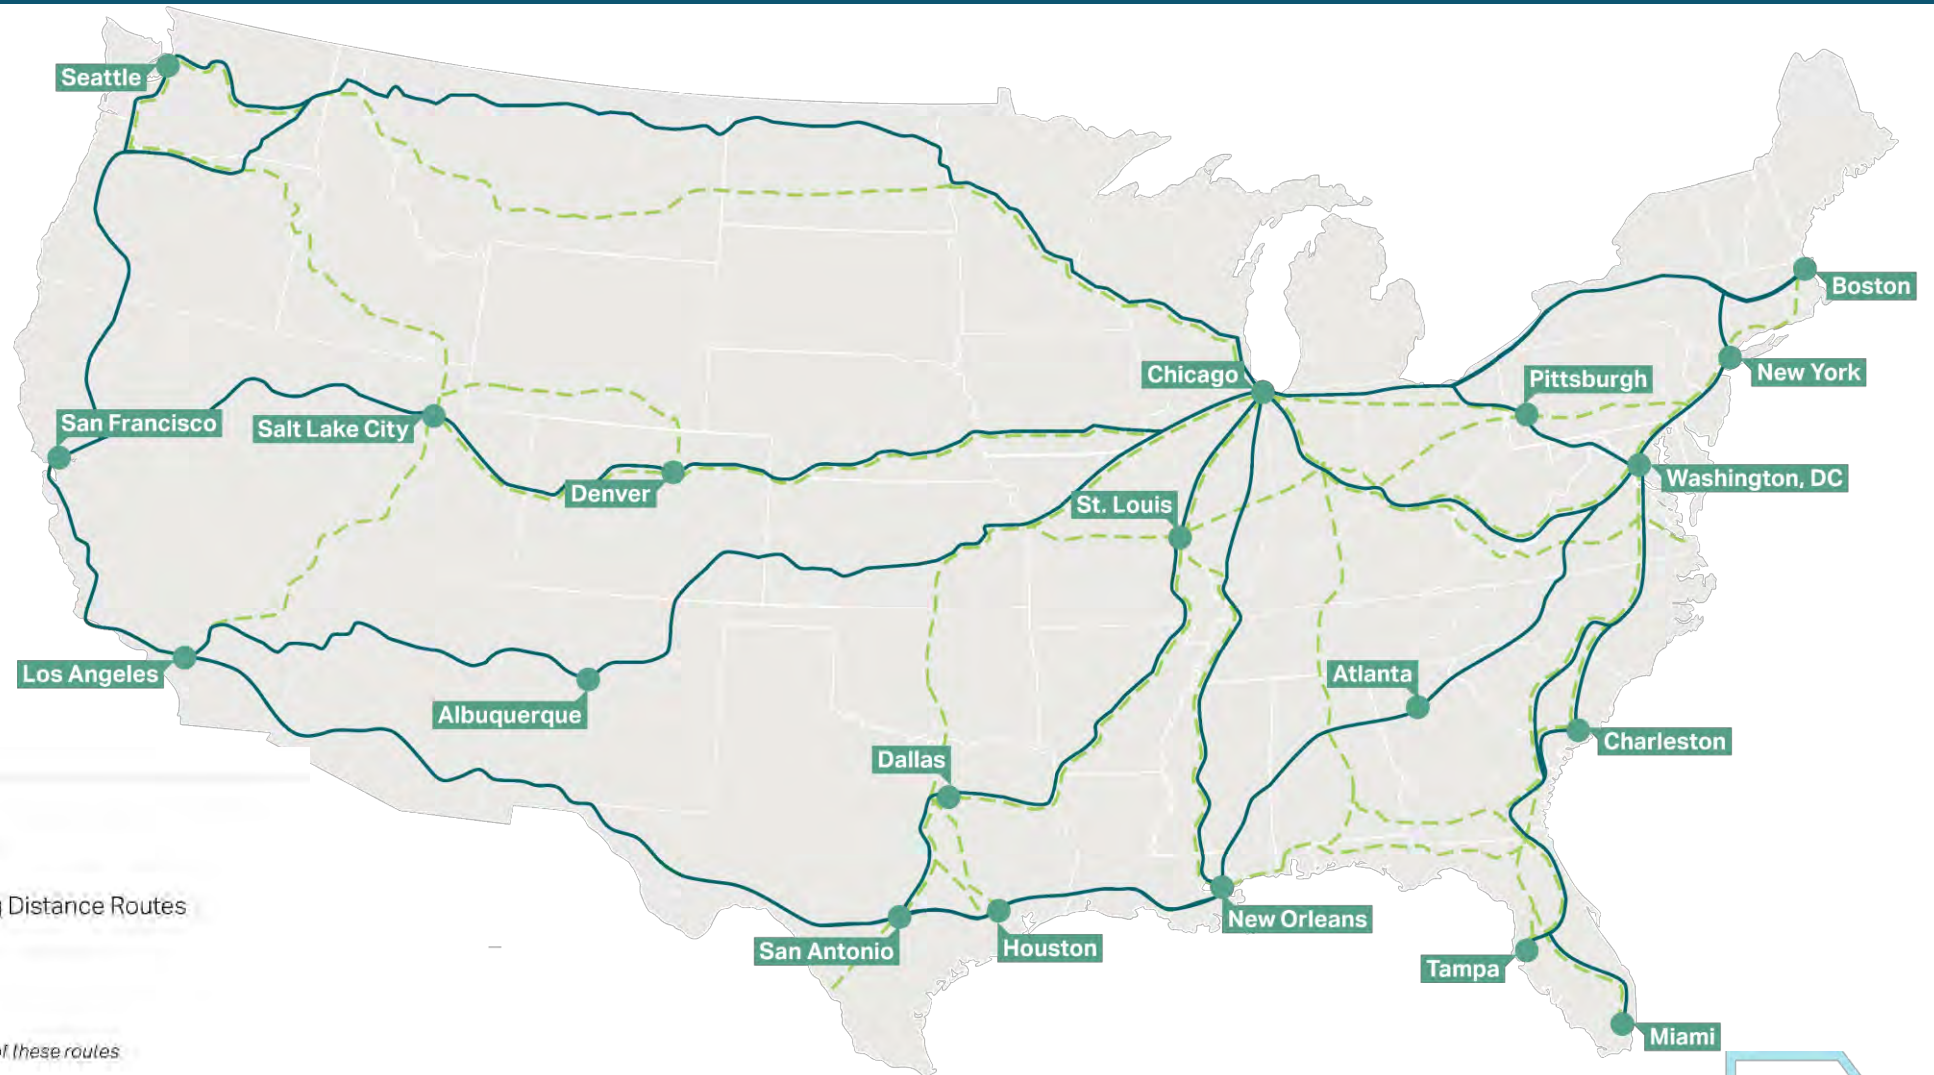 Seattle
Boston
Chicago
New York
Pittsburgh
San Francisco
Salt Lake City
Washington, DC
Denver
St. Louis
Los Angeles
Atlanta
Albuquerque
Charleston
Dallas
Distance Routes
New Orleans
San Antonio
Houston
Tampa
Miami
of these routes